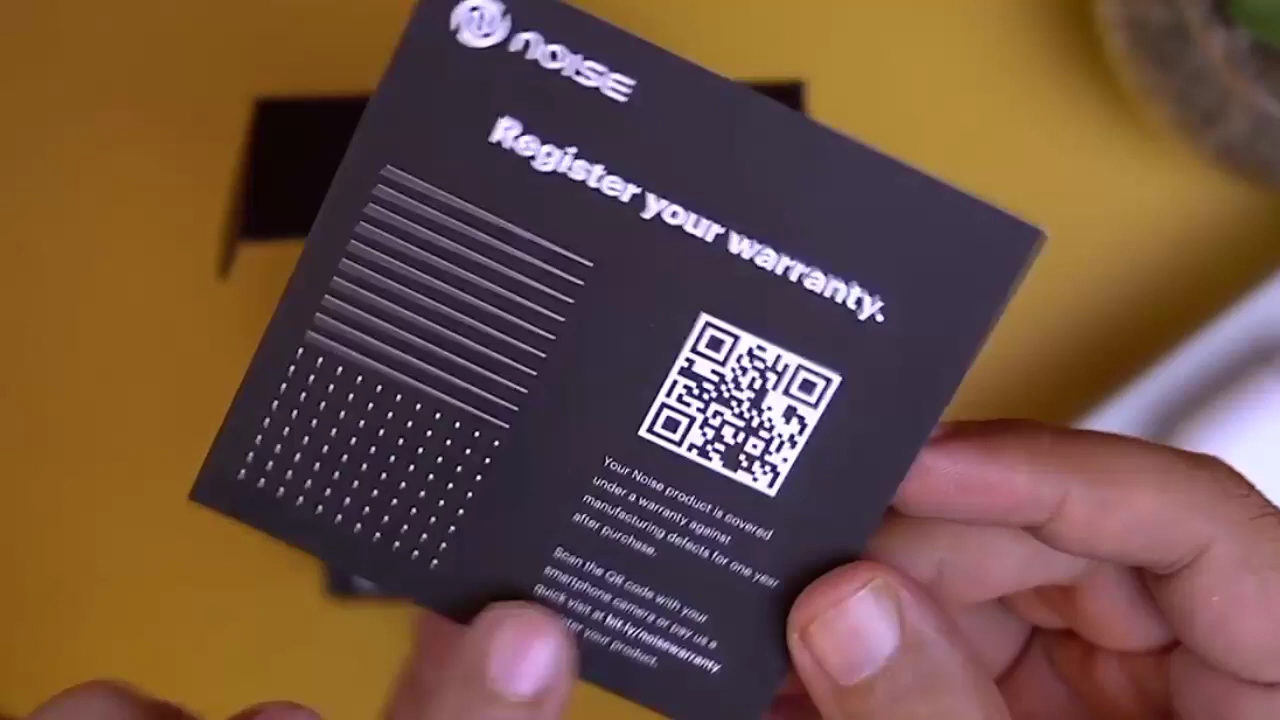 noise
Register your warranty.
Your Noise product is covered
under a warranty against
manufacturing defects for one year
after purchase.
Scan the QR code with your
smartphone camera or pay us a
quick visit at bit.ly/noisewarranty
your product.